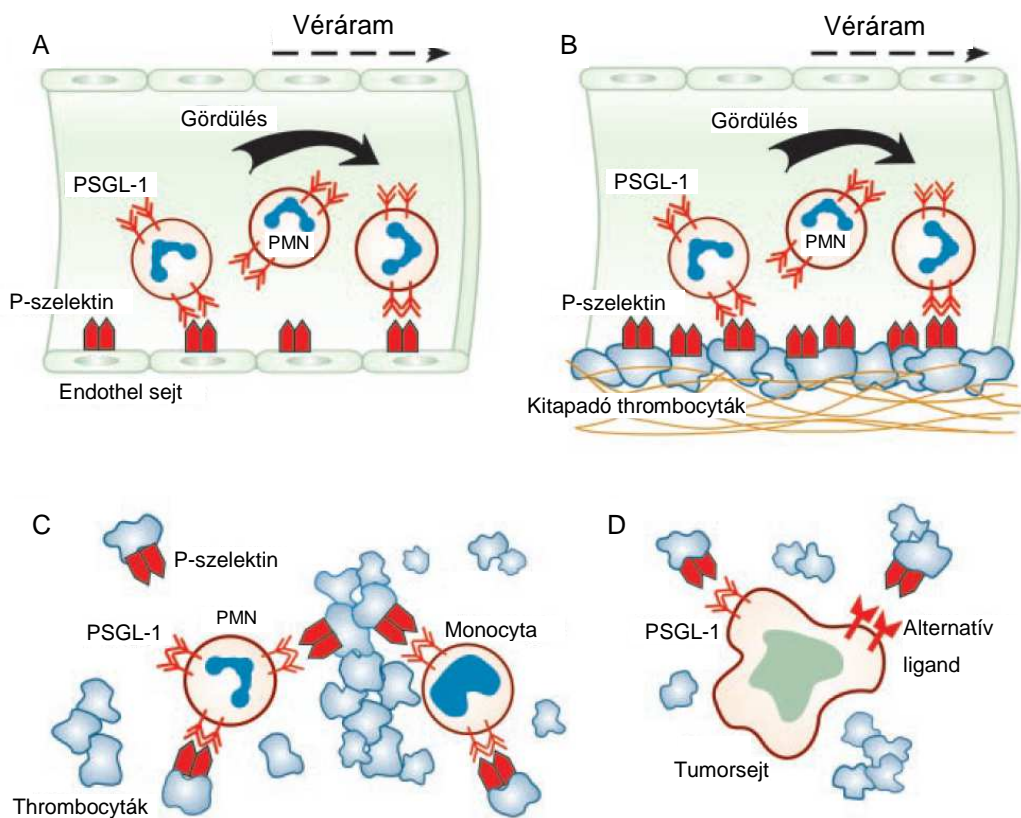 A
Véráram
Gördülés
PSGL-1
PMN
P-szelektin
Endothel sejt
B
Véráram
Gördülés
PSGL-1
PMN
P-szelektin
Kitapadó thrombocyták
C
P-szelektin
PSGL-1
PMN
Monocyta
Thrombocyták
D
PSGL-1
Alternatív
ligand
Tumorsejt